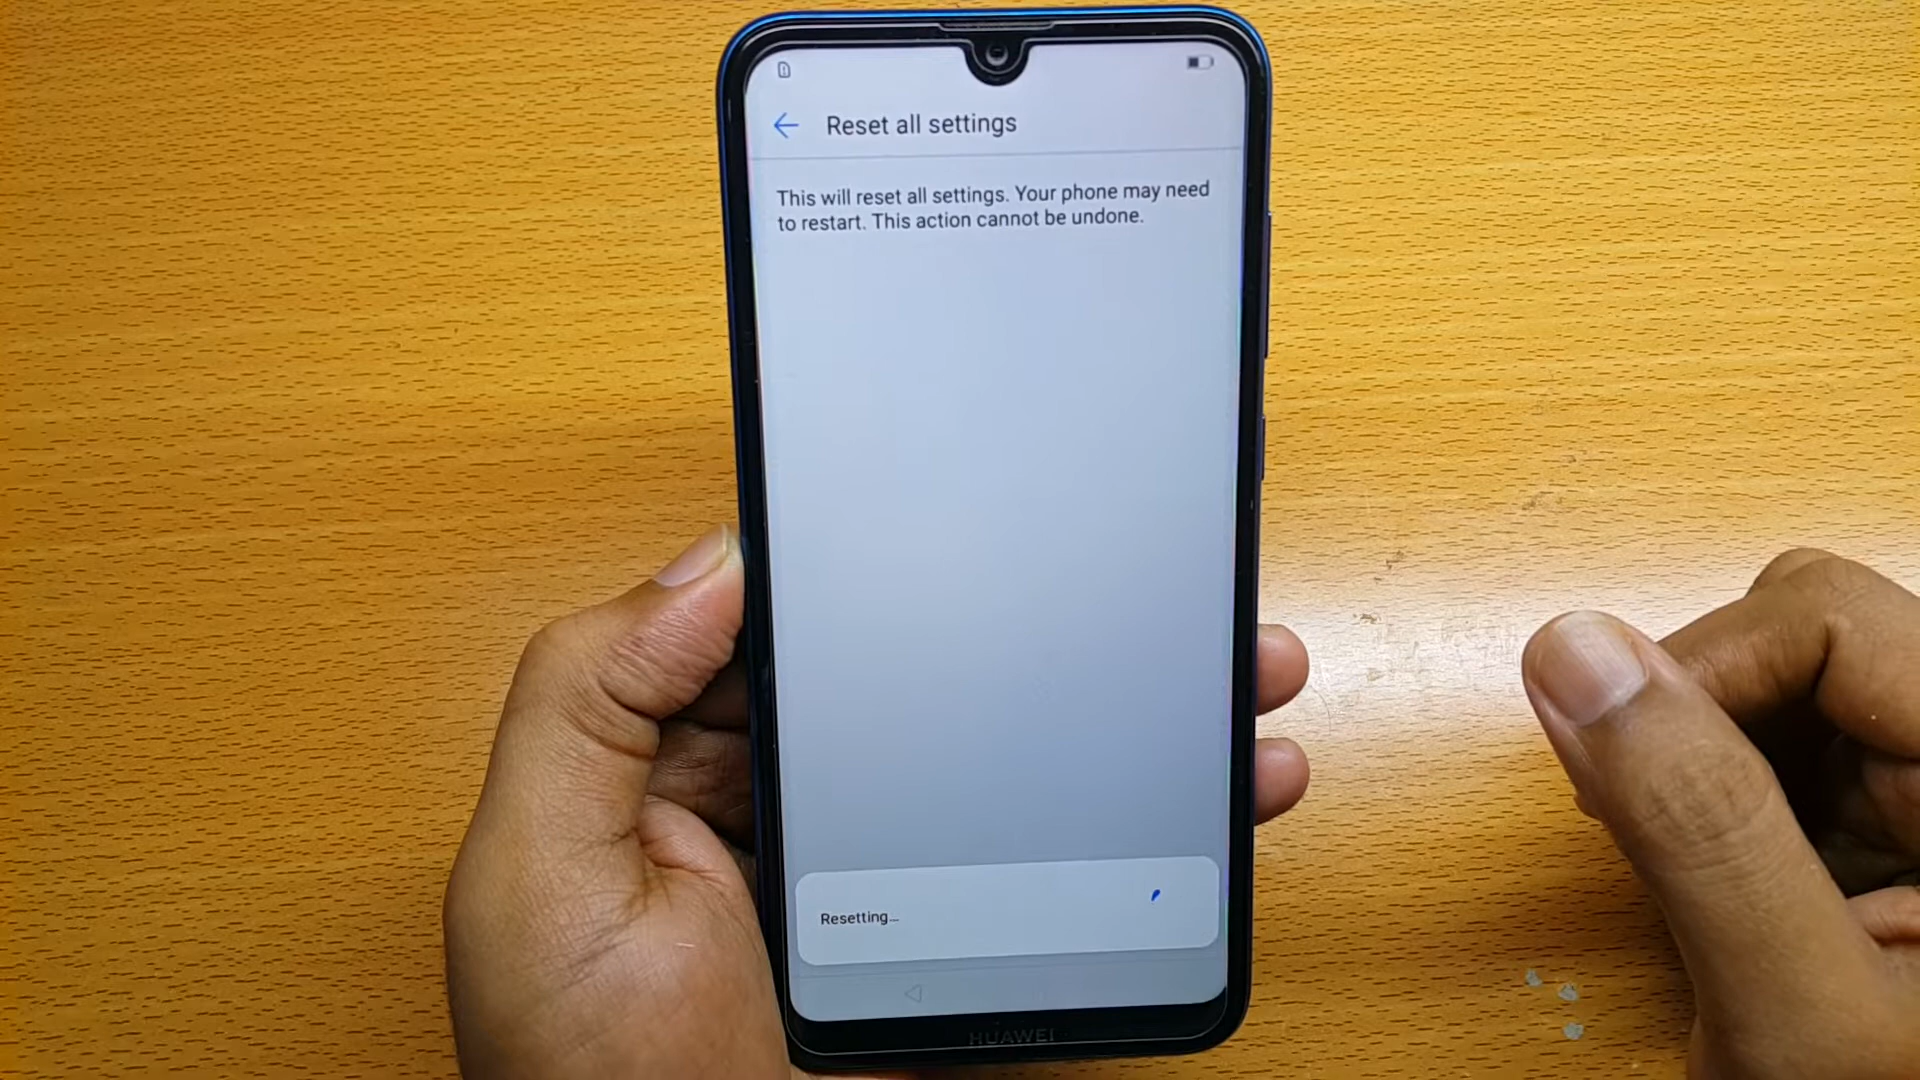 Reset all settings
This will reset all settings. Your phone may need
to restart. This action cannot be undone.
Resetting...
HUAWEI